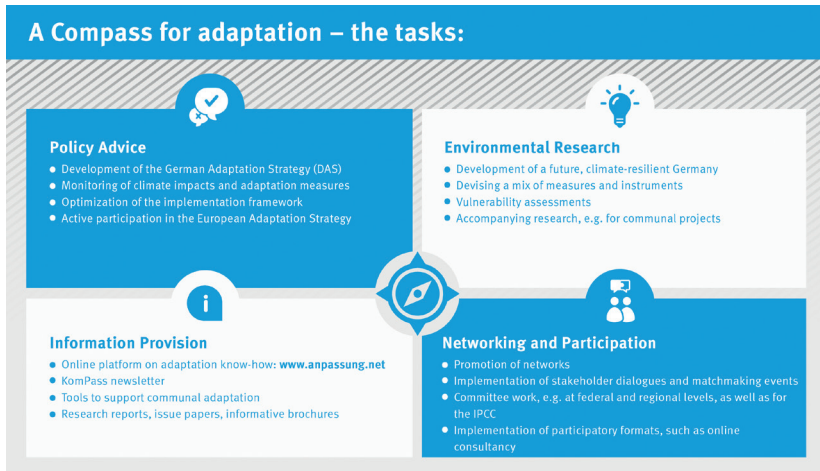 A Compass for adaptation – the tasks:
Policy Advice
● Development of the German Adaptation Strategy (DAS)
● Monitoring of climate impacts and adaptation measures
● Optimization of the implementation framework
● Active participation in the European Adaptation Strategy
Environmental Research
● Development of a future, climate-resilient Germany
● Devising a mix of measures and instruments
● Vulnerability assessments
● Accompanying research, e.g. for communal projects
i
Information Provision
● Online platform on adaptation know-how: www.anpassung.net
● KomPass newsletter
● Tools to support communal adaptation
● Research reports, issue papers, informative brochures
Networking and Participation
● Promotion of networks
● Implementation of stakeholder dialogues and matchmaking events
● Committee work, e.g. at federal and regional levels, as well as for
the IPCC
● Implementation of participatory formats, such as online
consultancy